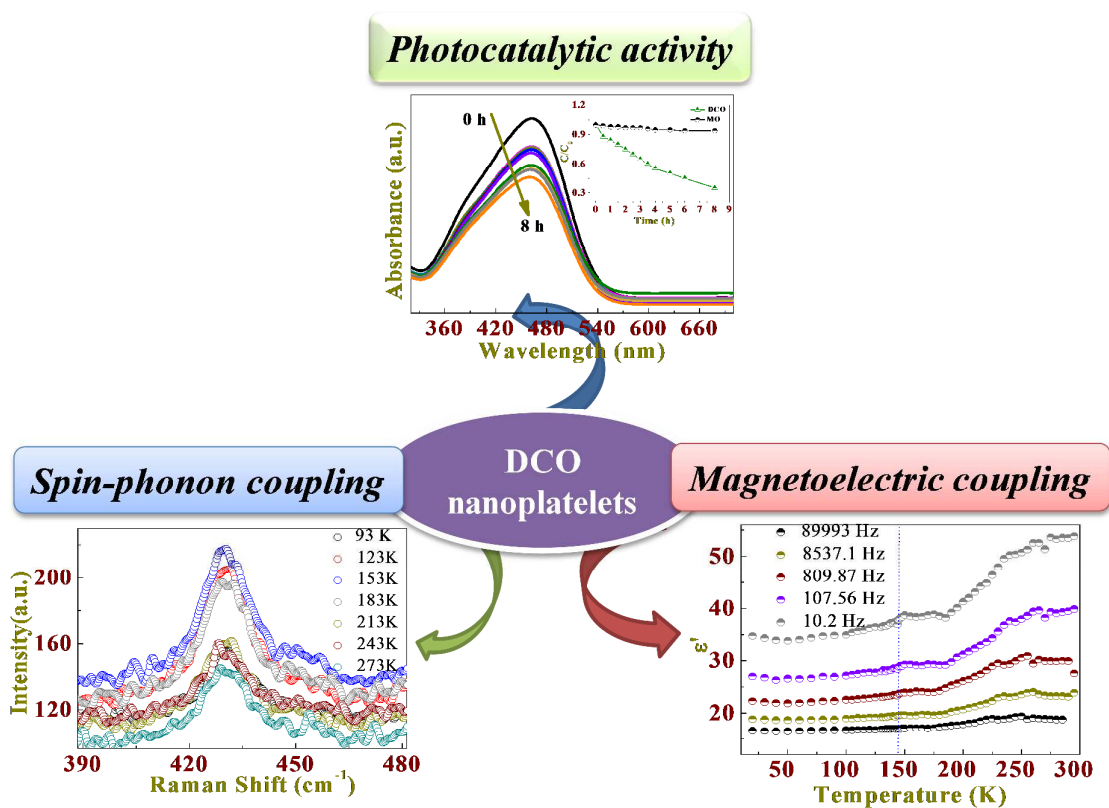 Photocatalytic activity
Absorbance (a.u.)
0 h
8 h
360 420 480 540 600 660
Wavelength (nm)
1.2
0.9
0.6
0.3
C/C₀
DCO
MO
0 1 2 3 4 5 6 7 8 9
Time (h)
DCO
nanoplatelets
Spin-phonon coupling
Magnetoelectric coupling
Intensity(a.u.)
200
160
120
93 K
123K
153K
183K
213K
243K
273K
390 420 450 480
Raman Shift (cm⁻¹)
ε'
50
40
30
20
89993 Hz
8537.1 Hz
809.87 Hz
107.56 Hz
10.2 Hz
50 100 150 200 250 300
Temperature (K)